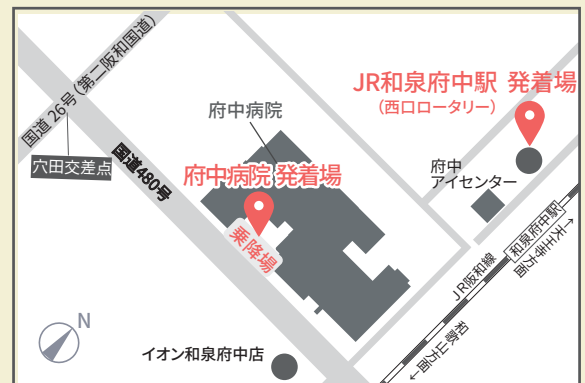 国道 26号(第二阪和国道)
穴田交差点
国道480号
府中病院
府中病院 発着場
乗降場
JR和泉府中駅 発着場
(西口ロータリー)
府中
アイセンター
和泉府中駅
天王寺方面→
JR阪和線
和歌山方面→
イオン和泉府中店
N